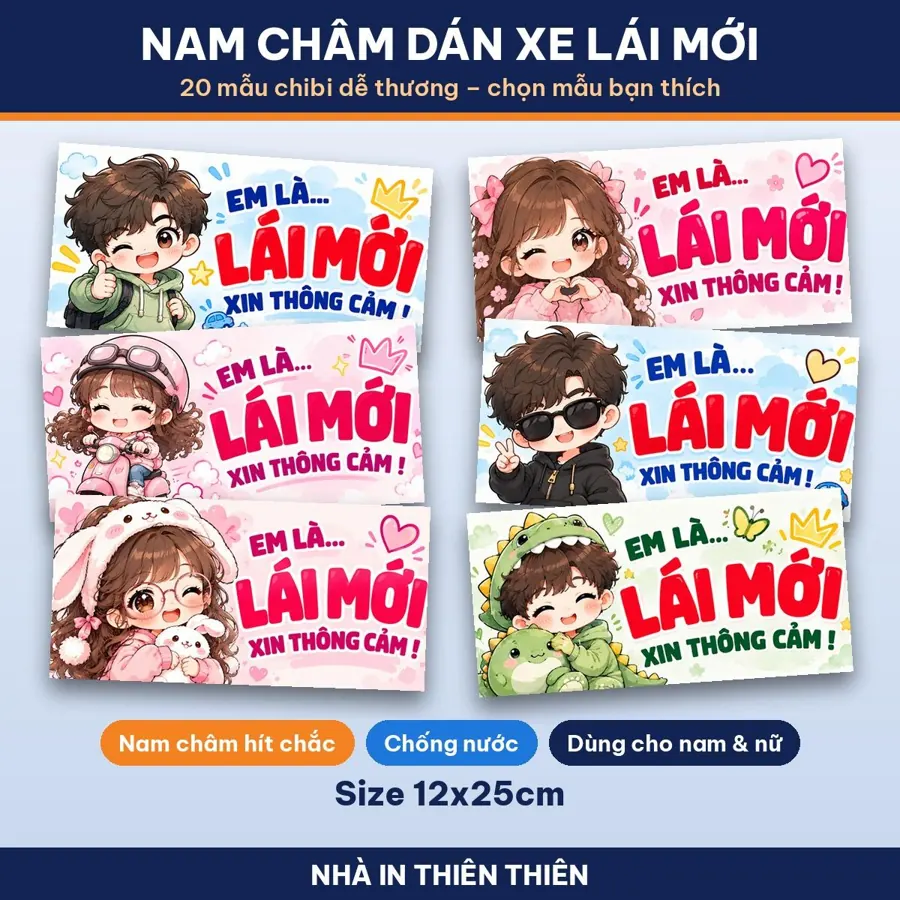 NAM CHÂM DÁN XE LÁI MỚI
20 mẫu chibi dễ thương – chọn mẫu bạn thích
EM LÀ...
LÁI MỚI
XIN THÔNG CẢM !
EM LÀ...
LÁI MỚI
XIN THÔNG CẢM !
EM LÀ...
LÁI MỚI
XIN THÔNG CẢM !
EM LÀ...
LÁI MỚI
XIN THÔNG CẢM !
EM LÀ...
LÁI MỚI
XIN THÔNG CẢM !
EM LÀ...
LÁI MỚI
XIN THÔNG CẢM !
Nam châm hít chắc
Chống nước
Dùng cho nam & nữ
Size 12x25cm
NHÀ IN THIÊN THIÊN